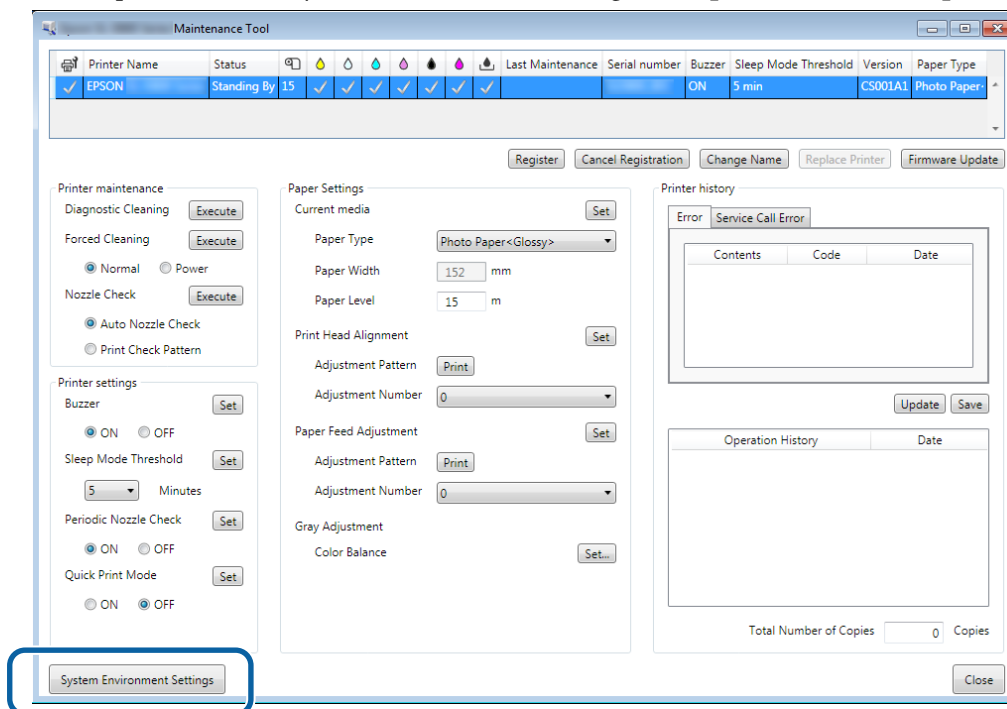 Maintenance Tool
Printer Name Status Last Maintenance Serial number Buzzer Sleep Mode Threshold Version Paper Type
EPSON Standing By 15 ON 5 min CS001A1 Photo Paper
Register Cancel Registration Change Name Replace Printer Firmware Update
Printer maintenance
Diagnostic Cleaning Execute
Forced Cleaning Execute
Normal Power
Nozzle Check Execute
Auto Nozzle Check
Print Check Pattern
Printer settings
Buzzer Set
ON OFF
Sleep Mode Threshold Set
5 Minutes
Periodic Nozzle Check Set
ON OFF
Quick Print Mode Set
ON OFF
Paper Settings
Current media Set
Paper Type Photo Paper<Glossy>
Paper Width 152 mm
Paper Level 15 m
Print Head Alignment Set
Adjustment Pattern Print
Adjustment Number 0
Paper Feed Adjustment Set
Adjustment Pattern Print
Adjustment Number 0
Gray Adjustment
Color Balance Set...
Printer history
Error Service Call Error
Contents Code Date
Update Save
Operation History Date
Total Number of Copies 0 Copies
System Environment Settings Close